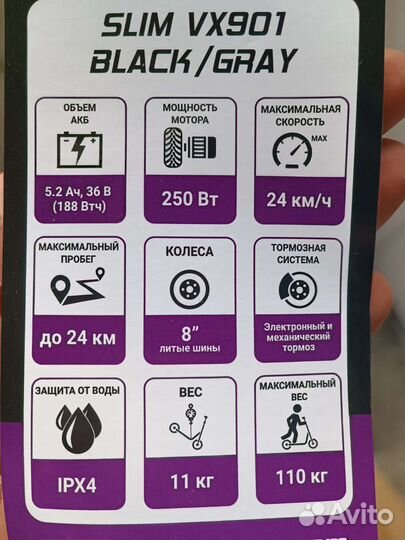 SLIM VX901
BLACK/GRAY
ОБЪЕМ
АКБ
5.2 Ач, 36 В
(188 Втч)
МОЩНОСТЬ
МОТОРА
250 Вт
МАКСИМАЛЬНАЯ
СКОРОСТЬ
MAX
24 км/ч
МАКСИМАЛЬНЫЙ
ПРОБЕГ
до 24 км
КОЛЕСА
8”
литые шины
ТОРМОЗНАЯ
СИСТЕМА
Электронный и
механический
тормоз
ЗАЩИТА ОТ ВОДЫ
IPX4
ВЕС
11 кг
МАКСИМАЛЬНЫЙ
ВЕС
110 кг
Avito